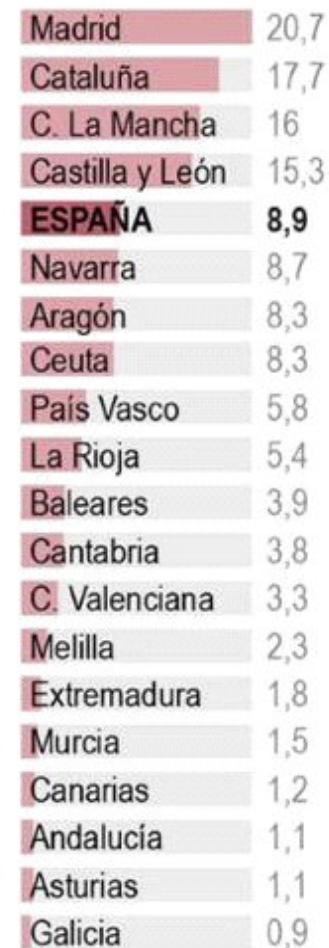 Madrid 20,7
Cataluña 17,7
C. La Mancha 16
Castilla y León 15,3
ESPAÑA 8,9
Navarra 8,7
Aragón 8,3
Ceuta 8,3
País Vasco 5,8
La Rioja 5,4
Baleares 3,9
Cantabria 3,8
C. Valenciana 3,3
Melilla 2,3
Extremadura 1,8
Murcia 1,5
Canarias 1,2
Andalucía 1,1
Asturias 1,1
Galicia 0,9